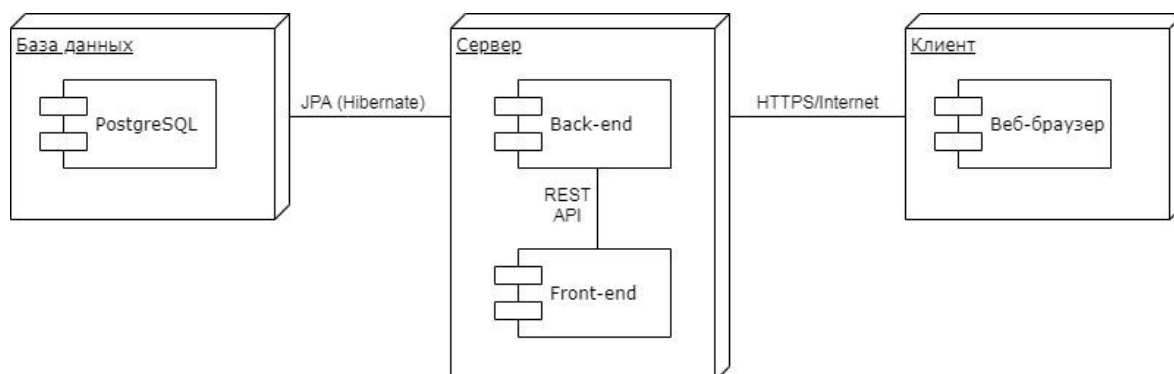 База данных
PostgreSQL
JPA (Hibernate)
Сервер
Back-end
REST
API
Front-end
HTTPS/Internet
Клиент
Веб-браузер